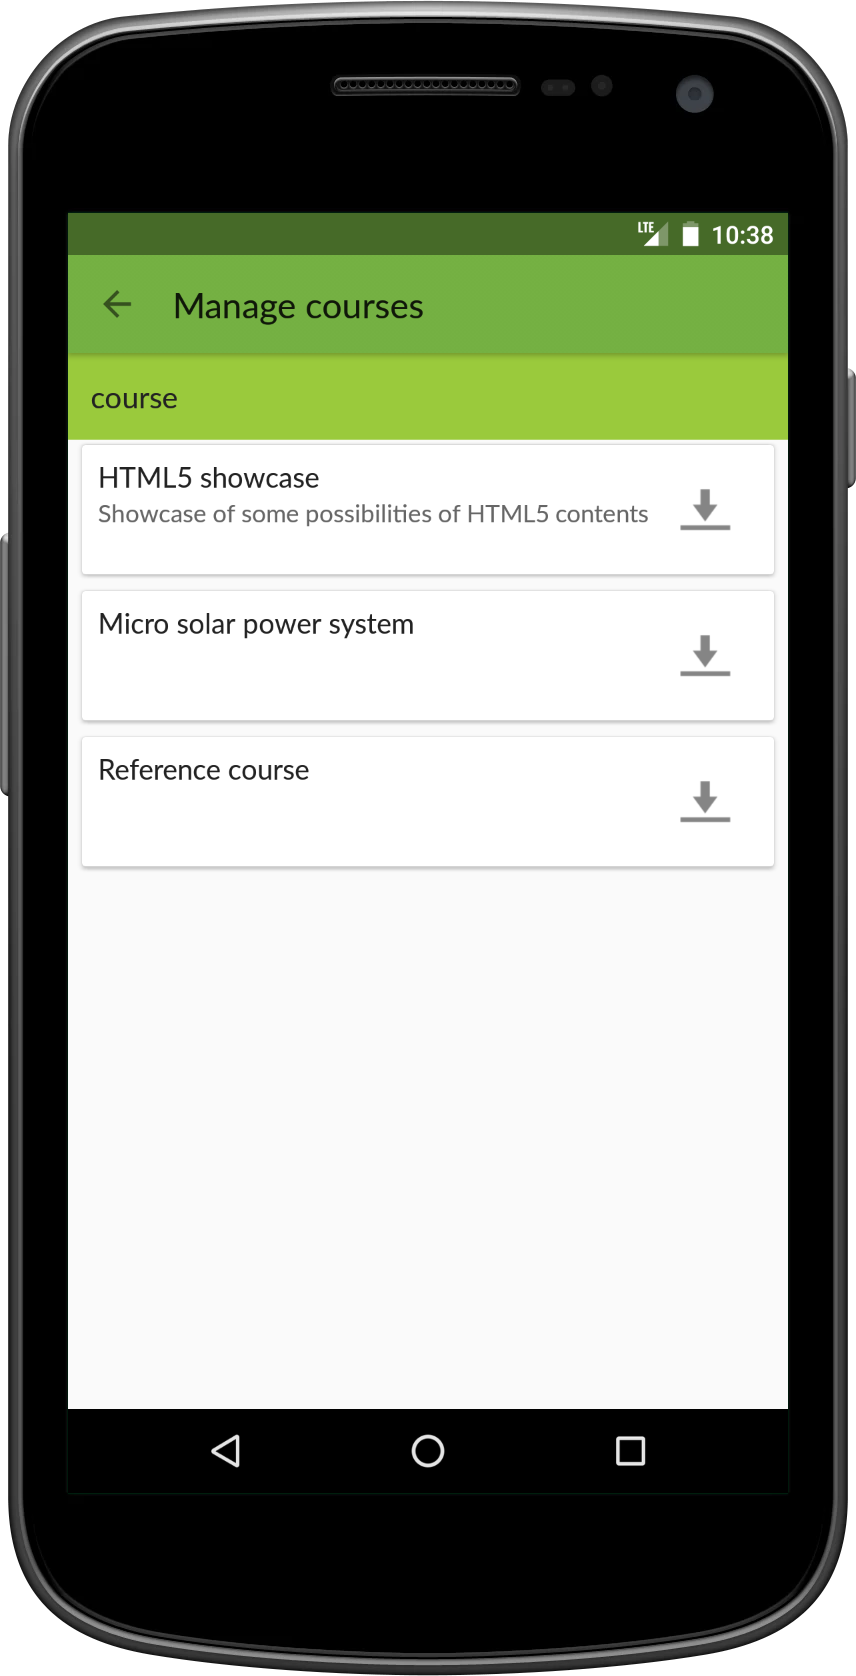 LTE 10:38
Manage courses
course
HTML5 showcase
Showcase of some possibilities of HTML5 contents
Micro solar power system
Reference course